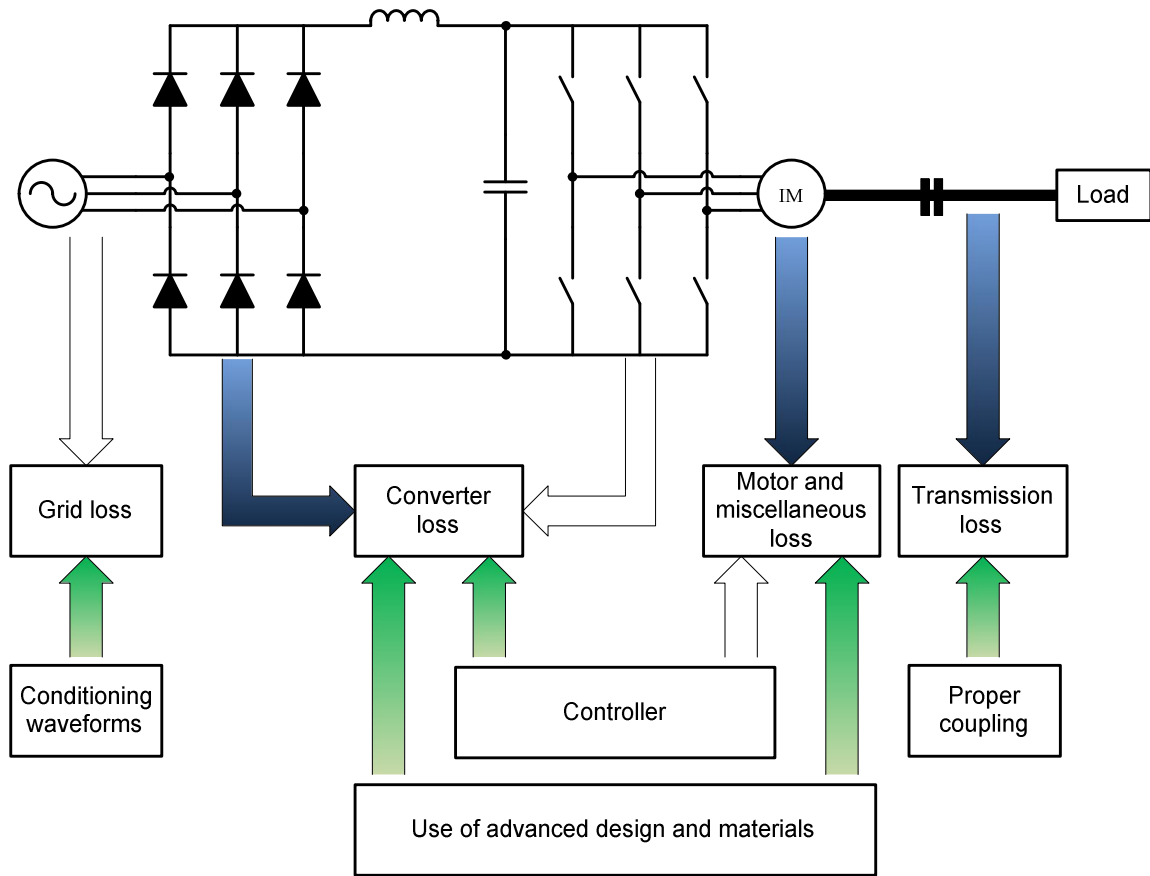 IM
Load
Grid loss
Converter
loss
Motor and
miscellaneous
loss
Transmission
loss
Conditioning
waveforms
Controller
Proper
coupling
Use of advanced design and materials